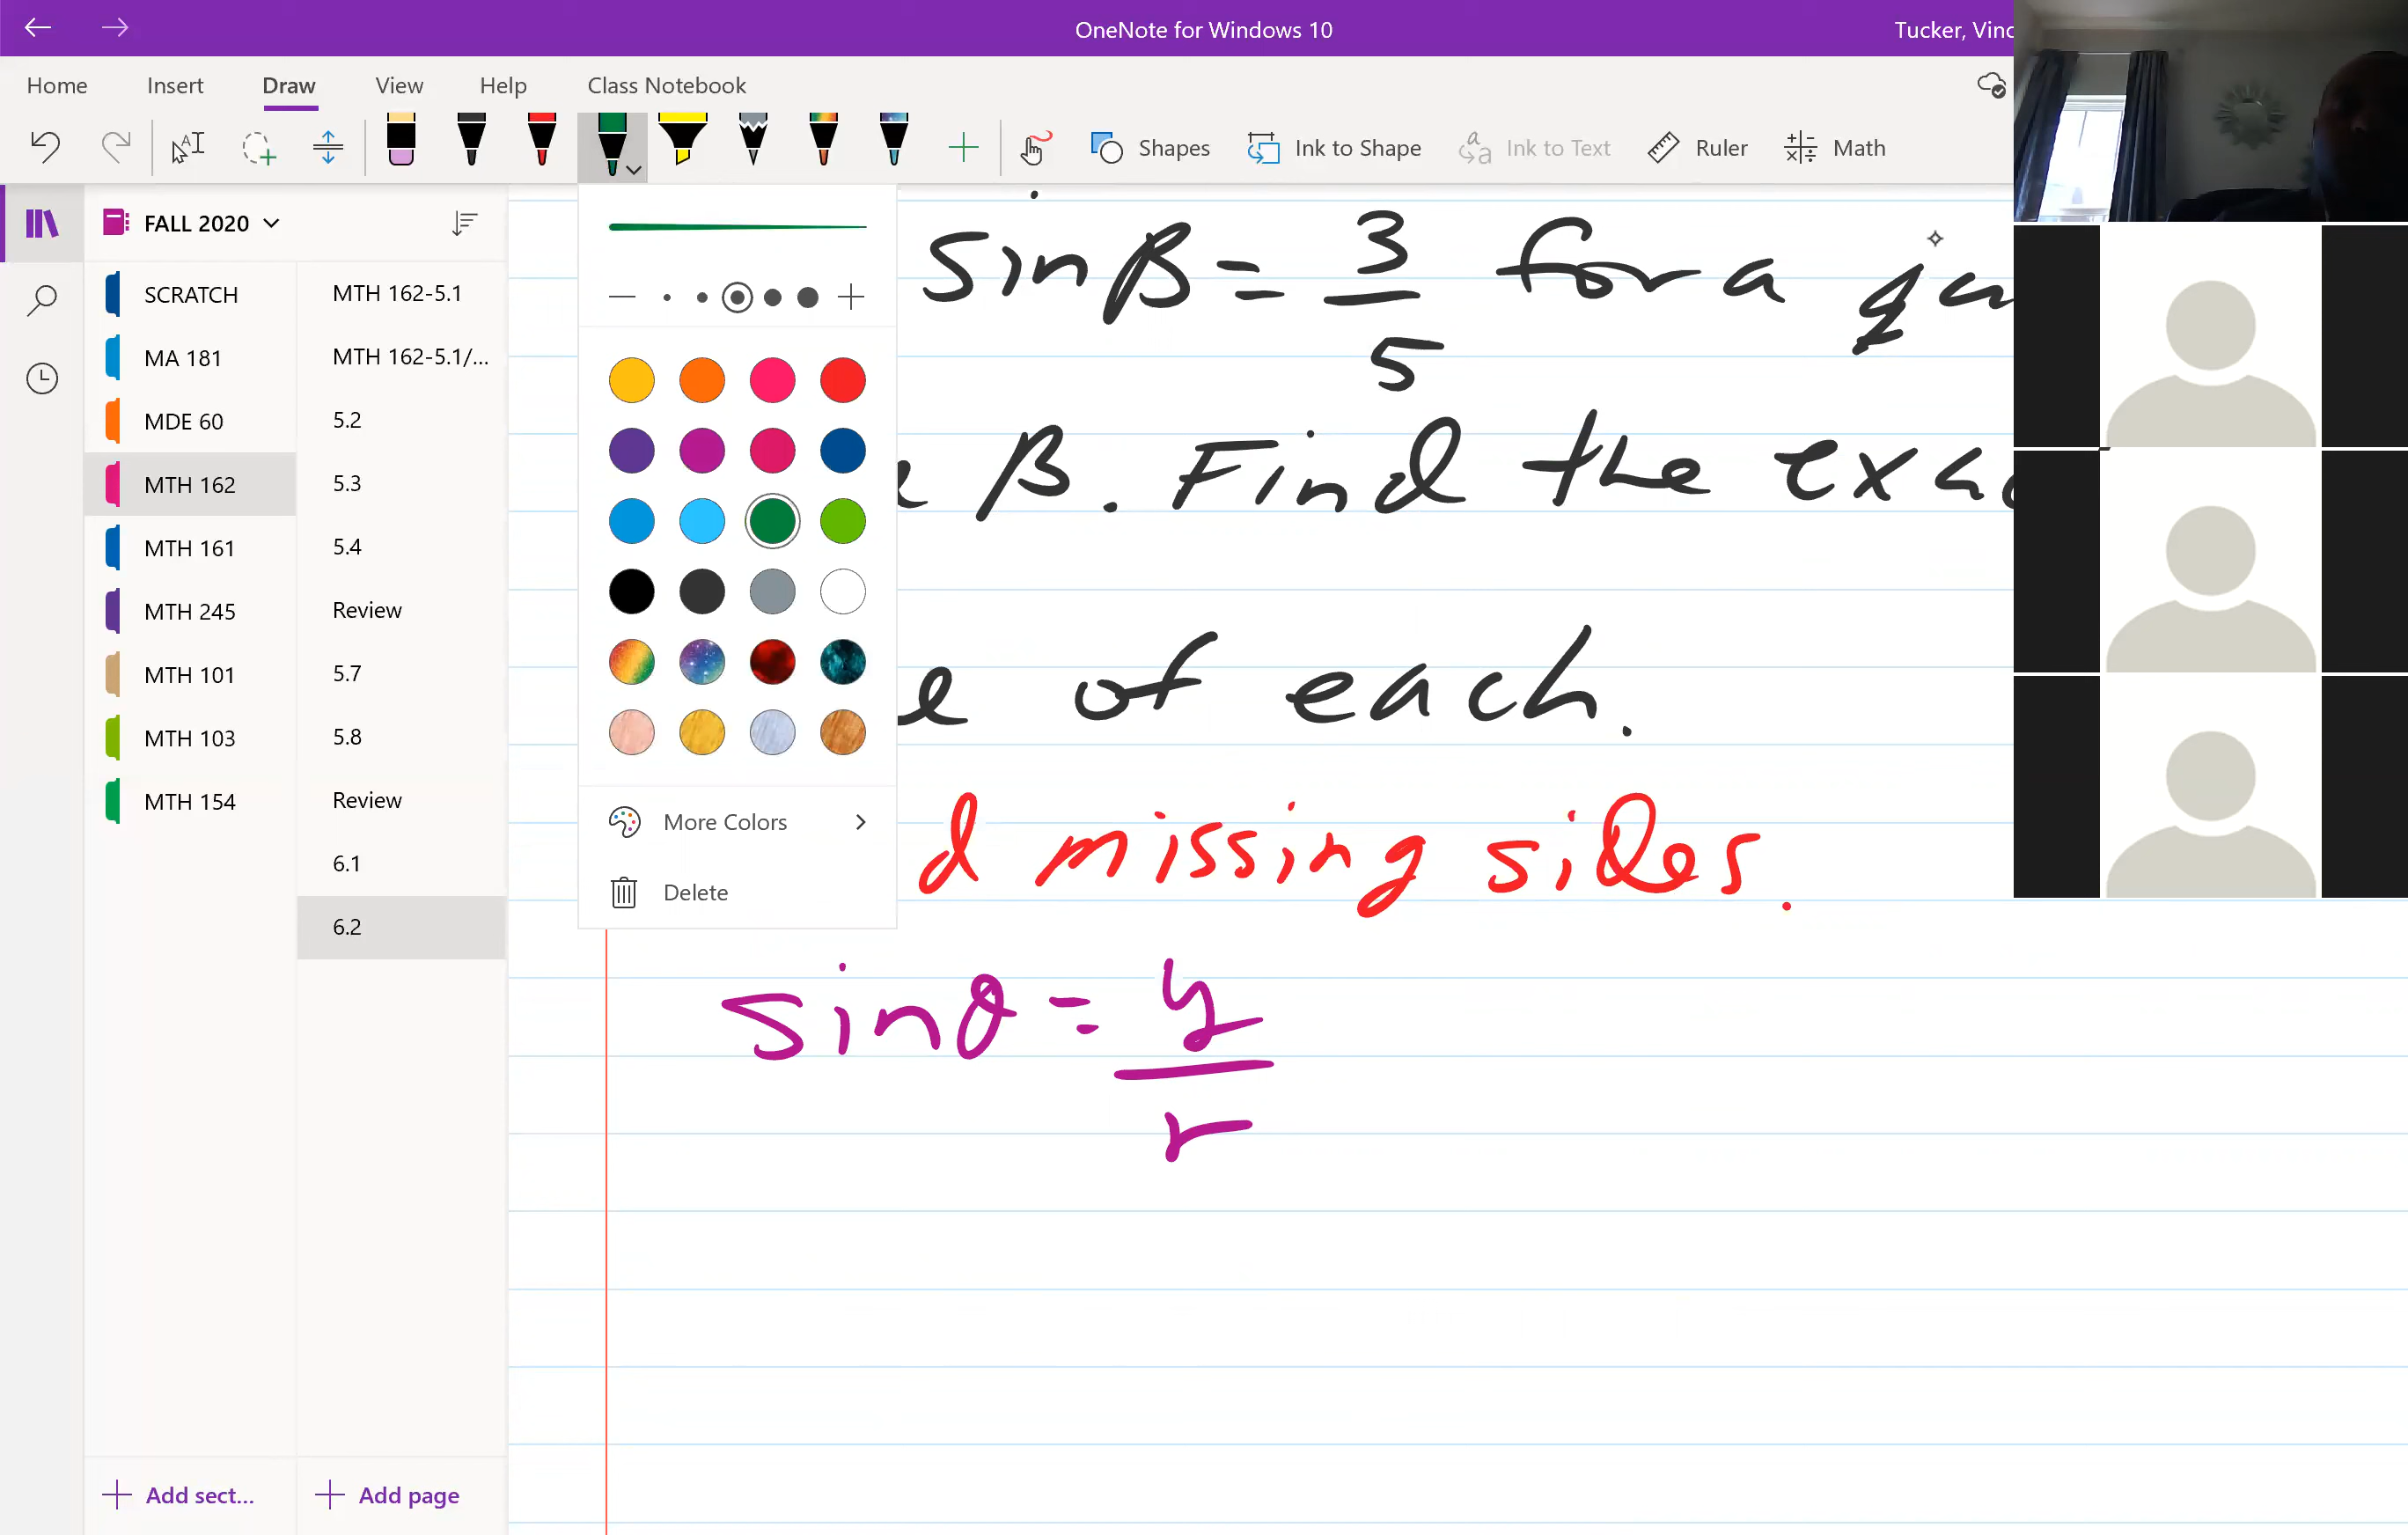 OneNote for Windows 10
Tucker, Vinc
Home Insert Draw View Help Class Notebook
Shapes Ink to Shape Ink to Text Ruler Math
FALL 2020
SCRATCH
MA 181
MDE 60
MTH 162
MTH 161
MTH 245
MTH 101
MTH 103
MTH 154
Add sect...
MTH 162-5.1
MTH 162-5.1/...
5.2
5.3
5.4
Review
5.7
5.8
Review
6.1
6.2
Add page
More Colors
Delete
sin β = 3/5 for a
β. Find the
e of each.
d missing sides.
sin θ = y/r